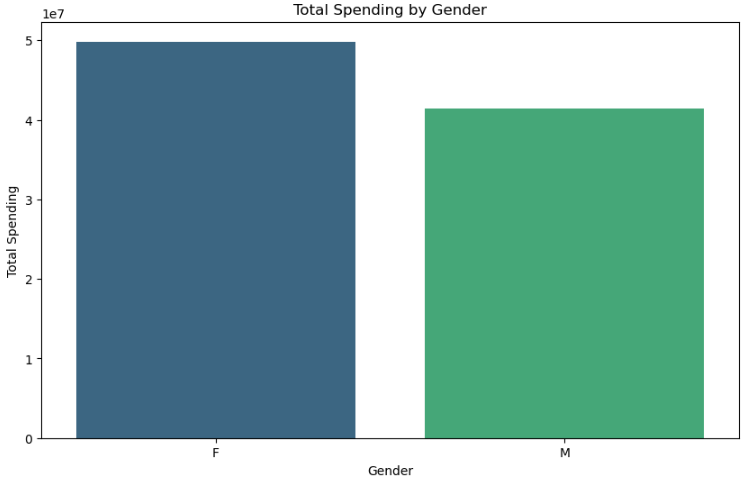 Total Spending by Gender
1e7
5
4
3
2
1
0
Total Spending
F
M
Gender